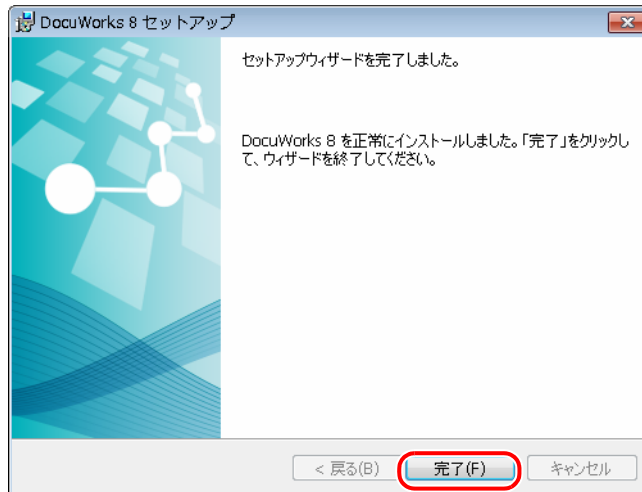 DocuWorks 8 セットアップ
セットアップウィザードを完了しました。
DocuWorks 8 を正常にインストールしました。「完了」をクリックし
て、ウィザードを終了してください。
< 戻る(B) 完了(F) キャンセル